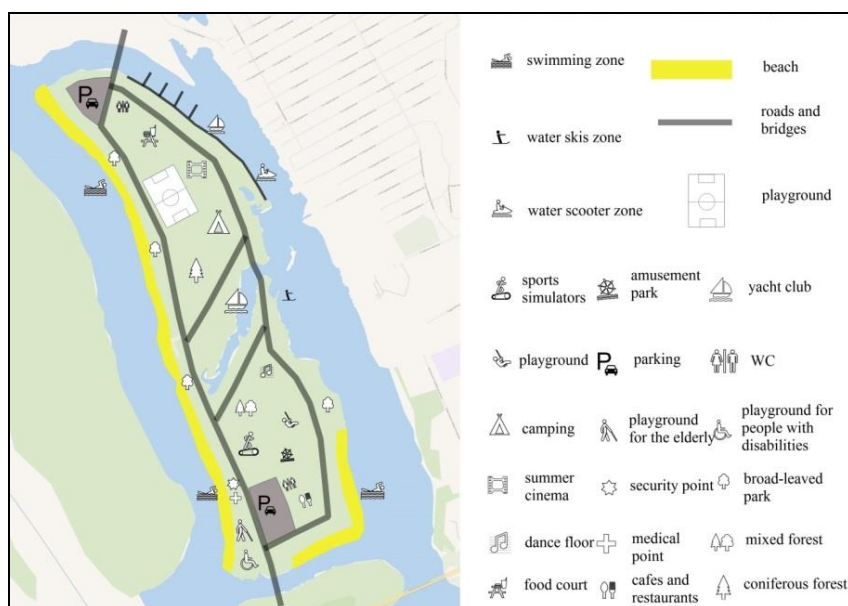 P
P
swimming zone
beach
water skis zone
roads and
bridges
water scooter zone
playground
sports
simulators
amusement
park
yacht club
playground
P
parking
WC
camping
playground
for the elderly
playground for
people with
disabilities
summer
cinema
security point
broad-leaved
park
dance floor
medical
point
mixed forest
food court
cafes and
restaurants
coniferous forest